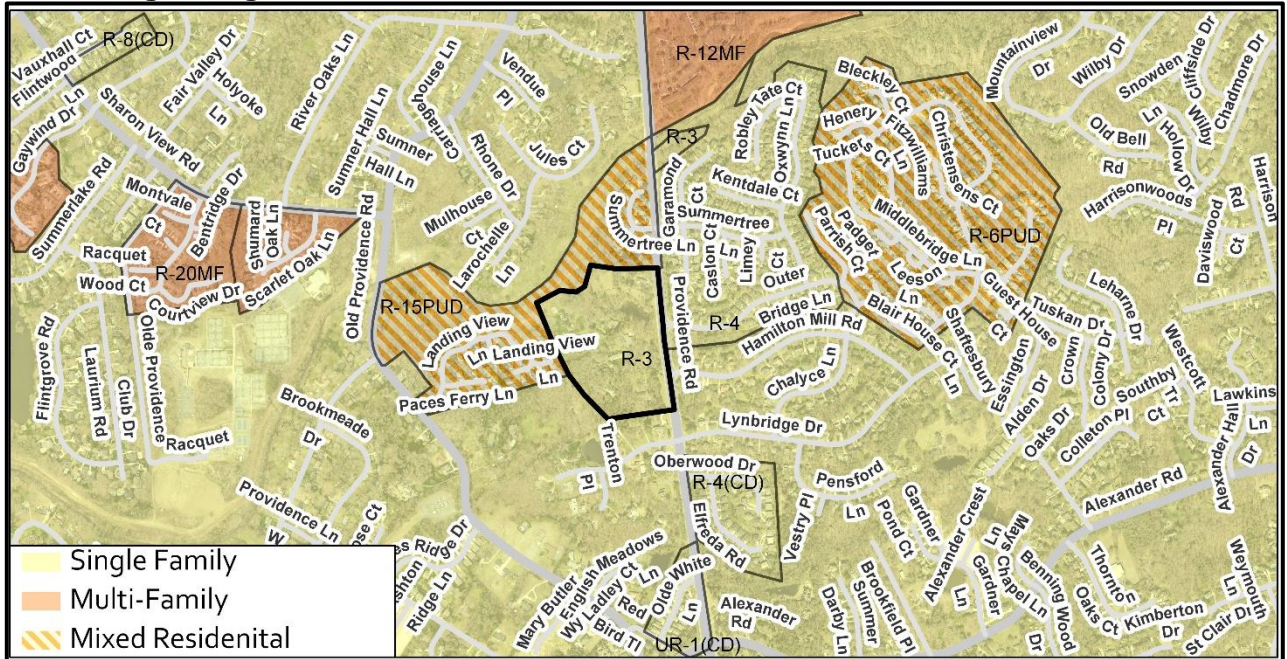 R-8(CD)
Vauxhall Ct
Flintwood
Ln
Gaywind Dr
Sharon View Rd
Fair Valley Dr
Holyoke
Ln
River Oaks Ln
Summer Hall Ln
Sumner
Hall Ln
Carriagehouse Ln
Vendue
Pl
Rhone Dr
Jules Ct
Mulhouse
Ct
Larochelle
Ln
Summerlake Rd
Montvale
Ct
Bentridge Dr
Shumard
Oak Ln
Scarlet Oak Ln
Racquet
Wood Ct
R-20MF
Courtview Dr
Old Providence Rd
R-15PUD
Landing View
Ln
Landing View
Ln
Paces Ferry Ln
R-12MF
R-3
Garamond
Ct
Summertree Ln
Summertree
Robley Tate Ct
Oxwynn Ln
Kentdale Ct
Caston Ct
Limey
Ct
Outer
Bridge Ln
Providence Rd
R-4
Hamilton Mill Rd
Chalyce Ln
R-3
Bleckley Ct
Henery
Tuckers Ct
Fitzwilliams
Ln
Christensens Ct
Middlebridge Ln
R-6PUD
Padget
Parrish Ct
Leeson
Ln
Blair House Ct
Guest House
Ct
Shaftesbury
Ln
Mountainview
Dr
Wilby Dr
Snowden
Ln
Cliffside Dr
Wilby
Chadmore Dr
Old Bell
Rd
Hollow Dr
Harrisonwoods
Pl
Harrison
Rd
Daviswood
Ct
Leharne Dr
Tuskan Dr
Essington
Alden Dr
Crown
Colony Dr
Oaks Dr
Southby
Ct
Colleton Pl
Westcott
Tr
Lawkins
Ln
Alexander Hall
Dr
Alexander Rd
Flintgrove Rd
Laurium Rd
Club Dr
Olde Providence
Racquet
Brookmeade
Dr
Providence Ln
W
Trenton
Pl
Lynbridge Dr
Oberwood Dr
R-4(CD)
Elfreda Rd
Vestry Pl
Pensford
Ln
Pond Ct
Gardner
Alexander Crest
Ln
Gardner
Ln
Mays Chapel Ln
Benning Wood
Dr
Thornton
Oaks Ct
Kimberton
Dr
Weymouth
Ln
St Clair Dr
Ridge Ln
Mary Butler
English Meadows
Ln
Wy Ladley Ct
Red
Bird Tl
Olde White
Ln
Alexander
Rd
UR-1(CD)
Darby Ln
Sumner
Brookfield Pl
Single Family
Multi-Family
Mixed Residenital